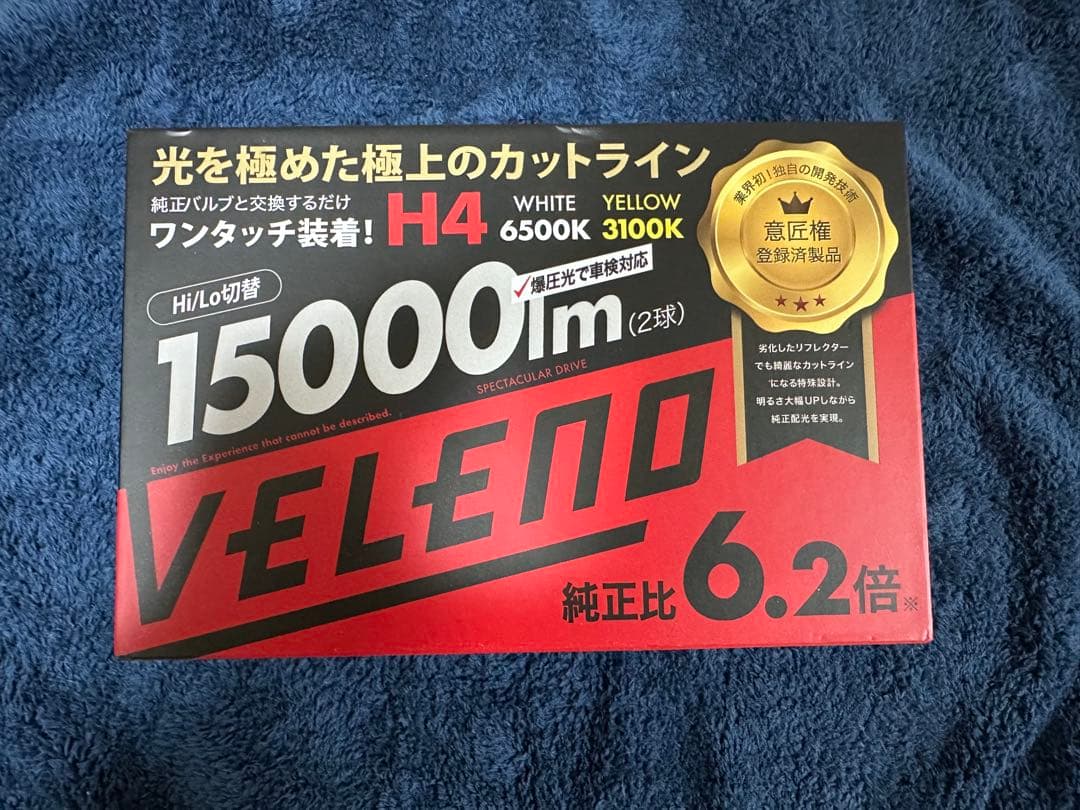 光を極めた極上のカットライン
純正バルブと交換するだけ
ワンタッチ装着!
H4
WHITE
6500K
YELLOW
3100K
Hi/Lo切替
15000lm(2球)
✓爆圧光で車検対応
SPECTACULAR DRIVE
Enjoy the Experience that cannot be described.
VELENO
純正比6.2倍※
業界初!独自の開発技術
意匠権
登録済製品
劣化したリフレクター
でも綺麗なカットライン
になる特殊設計。
明るさ大幅UPしながら
純正配光を実現。